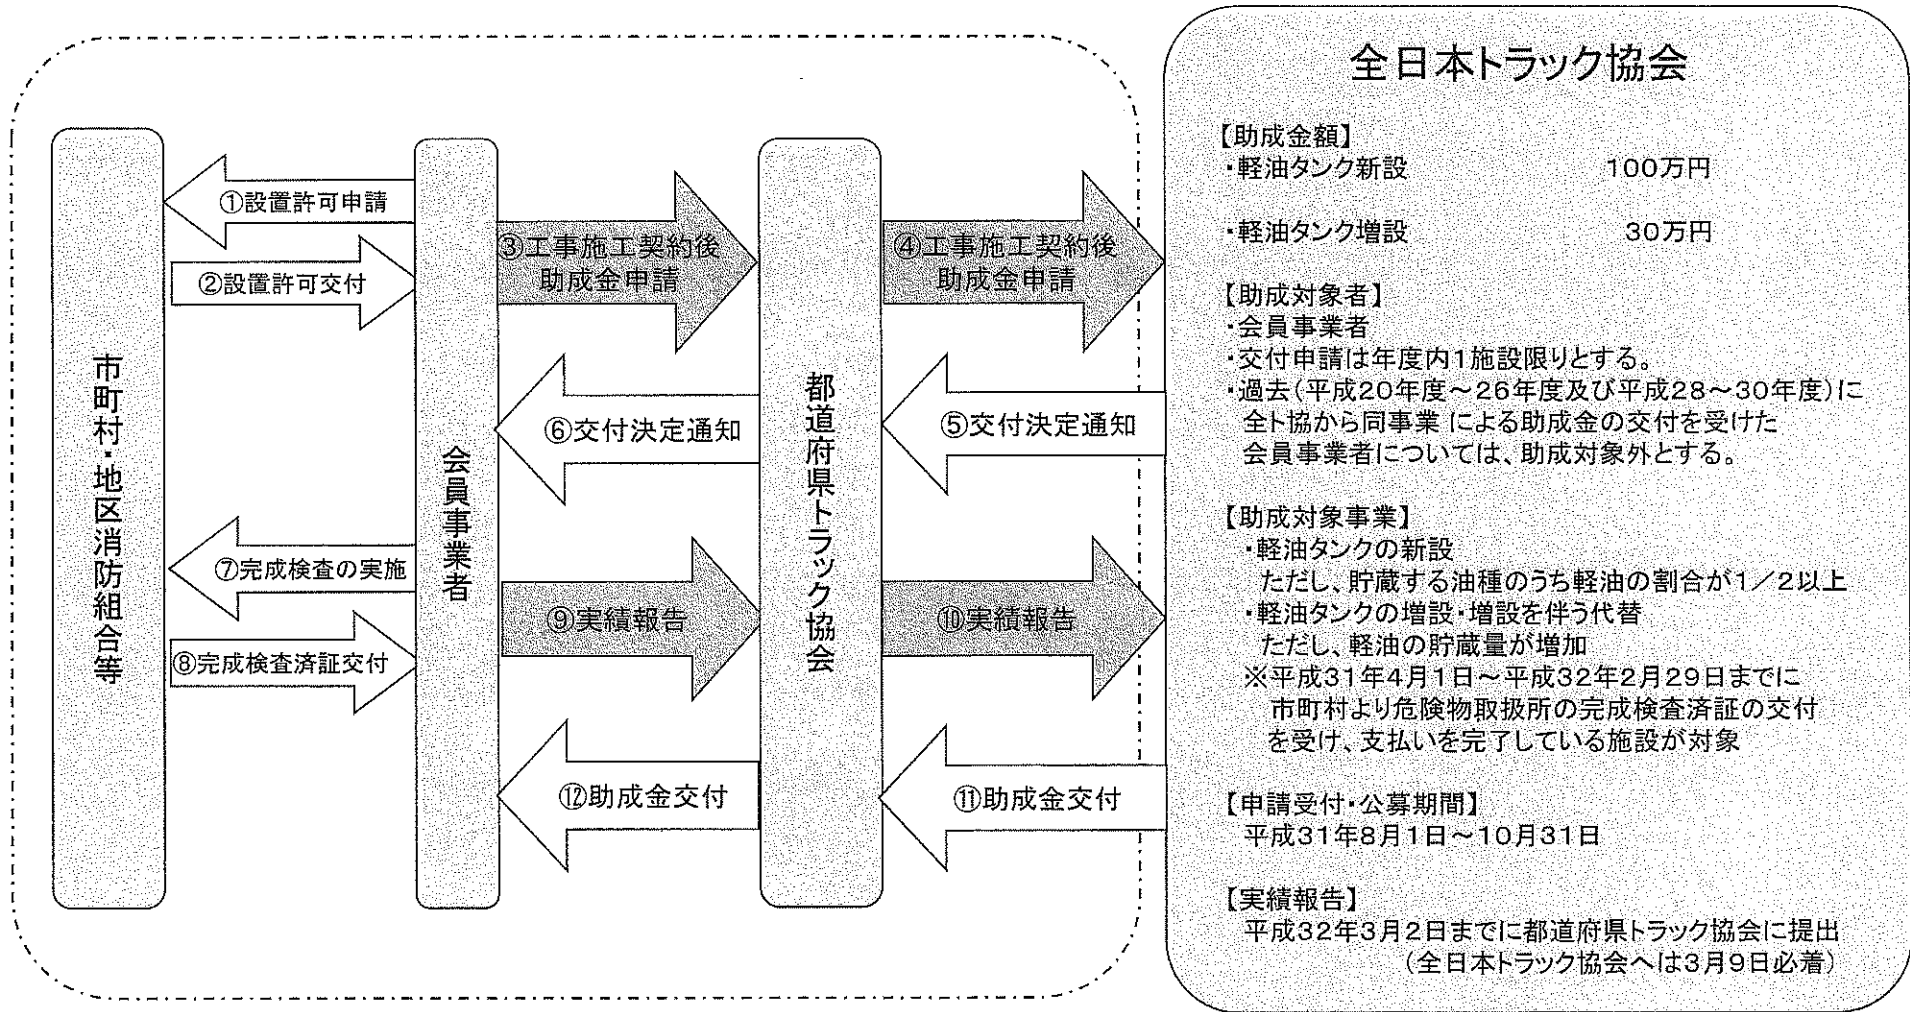 市町村・地区消防組合等
①設置許可申請
②設置許可交付
⑦完成検査の実施
⑧完成検査済証交付
会員事業者
③工事施工契約後
助成金申請
⑥交付決定通知
⑨実績報告
⑫助成金交付
都道府県トラック協会
④工事施工契約後
助成金申請
⑤交付決定通知
⑩実績報告
⑪助成金交付
全日本トラック協会
【助成金額】
・軽油タンク新設 100万円
・軽油タンク増設 30万円
【助成対象者】
・会員事業者
・交付申請は年度内1施設限りとする。
・過去(平成20年度～26年度及び平成28～30年度)に
全ト協から同事業 による助成金の交付を受けた
会員事業者については、助成対象外とする。
【助成対象事業】
・軽油タンクの新設
ただし、貯蔵する油種のうち軽油の割合が1／2以上
・軽油タンクの増設・増設を伴う代替
ただし、軽油の貯蔵量が増加
※平成31年4月1日～平成32年2月29日までに
市町村より危険物取扱所の完成検査済証の交付
を受け、支払いを完了している施設が対象
【申請受付・公募期間】
平成31年8月1日～10月31日
【実績報告】
平成32年3月2日までに都道府県トラック協会に提出
(全日本トラック協会へは3月9日必着)